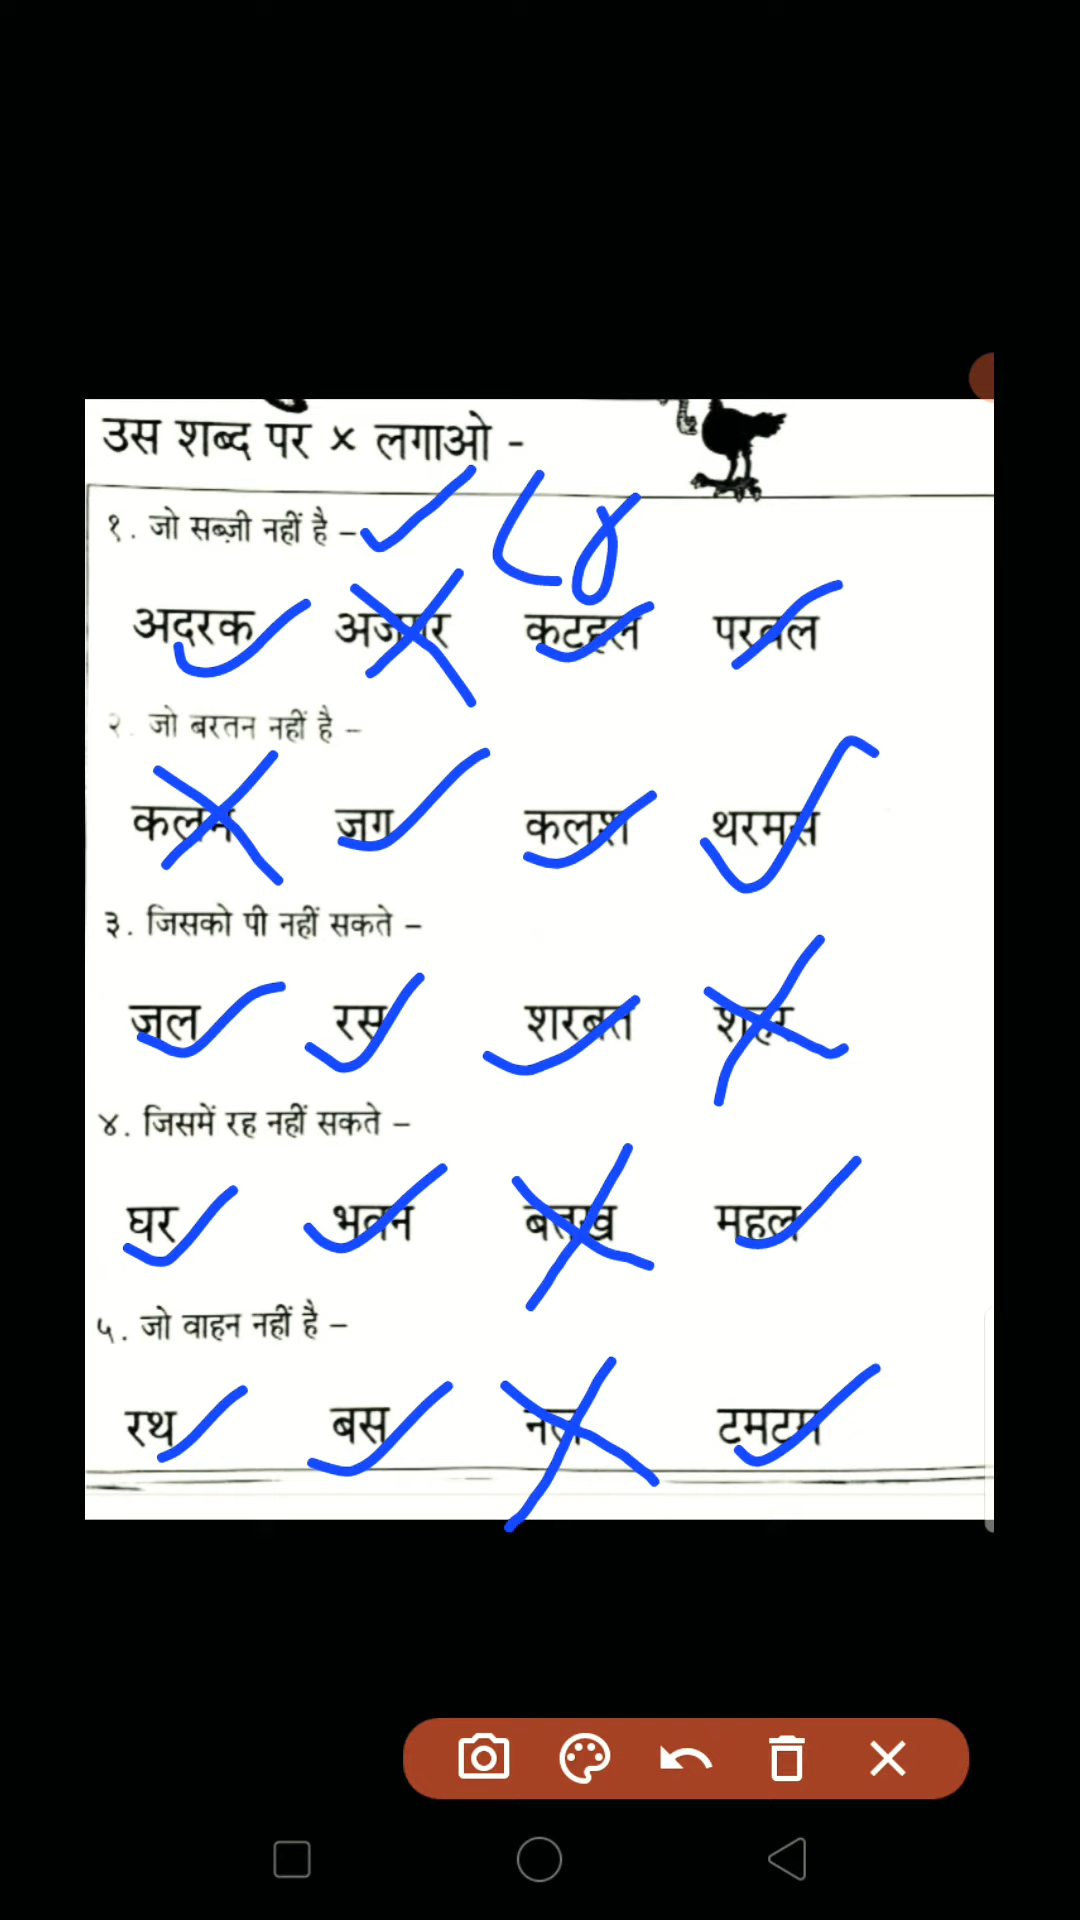 उस शब्द पर × लगाओ -
१. जो सब्ज़ी नहीं है –
अदरक अजगर कटहल परवल
२. जो बरतन नहीं है –
कलम जग कलश थरमस
३. जिसको पी नहीं सकते –
जल रस शरबत शहर
४. जिसमें रह नहीं सकते –
घर भवन बतख महल
५. जो वाहन नहीं है –
रथ बस नल टमटम